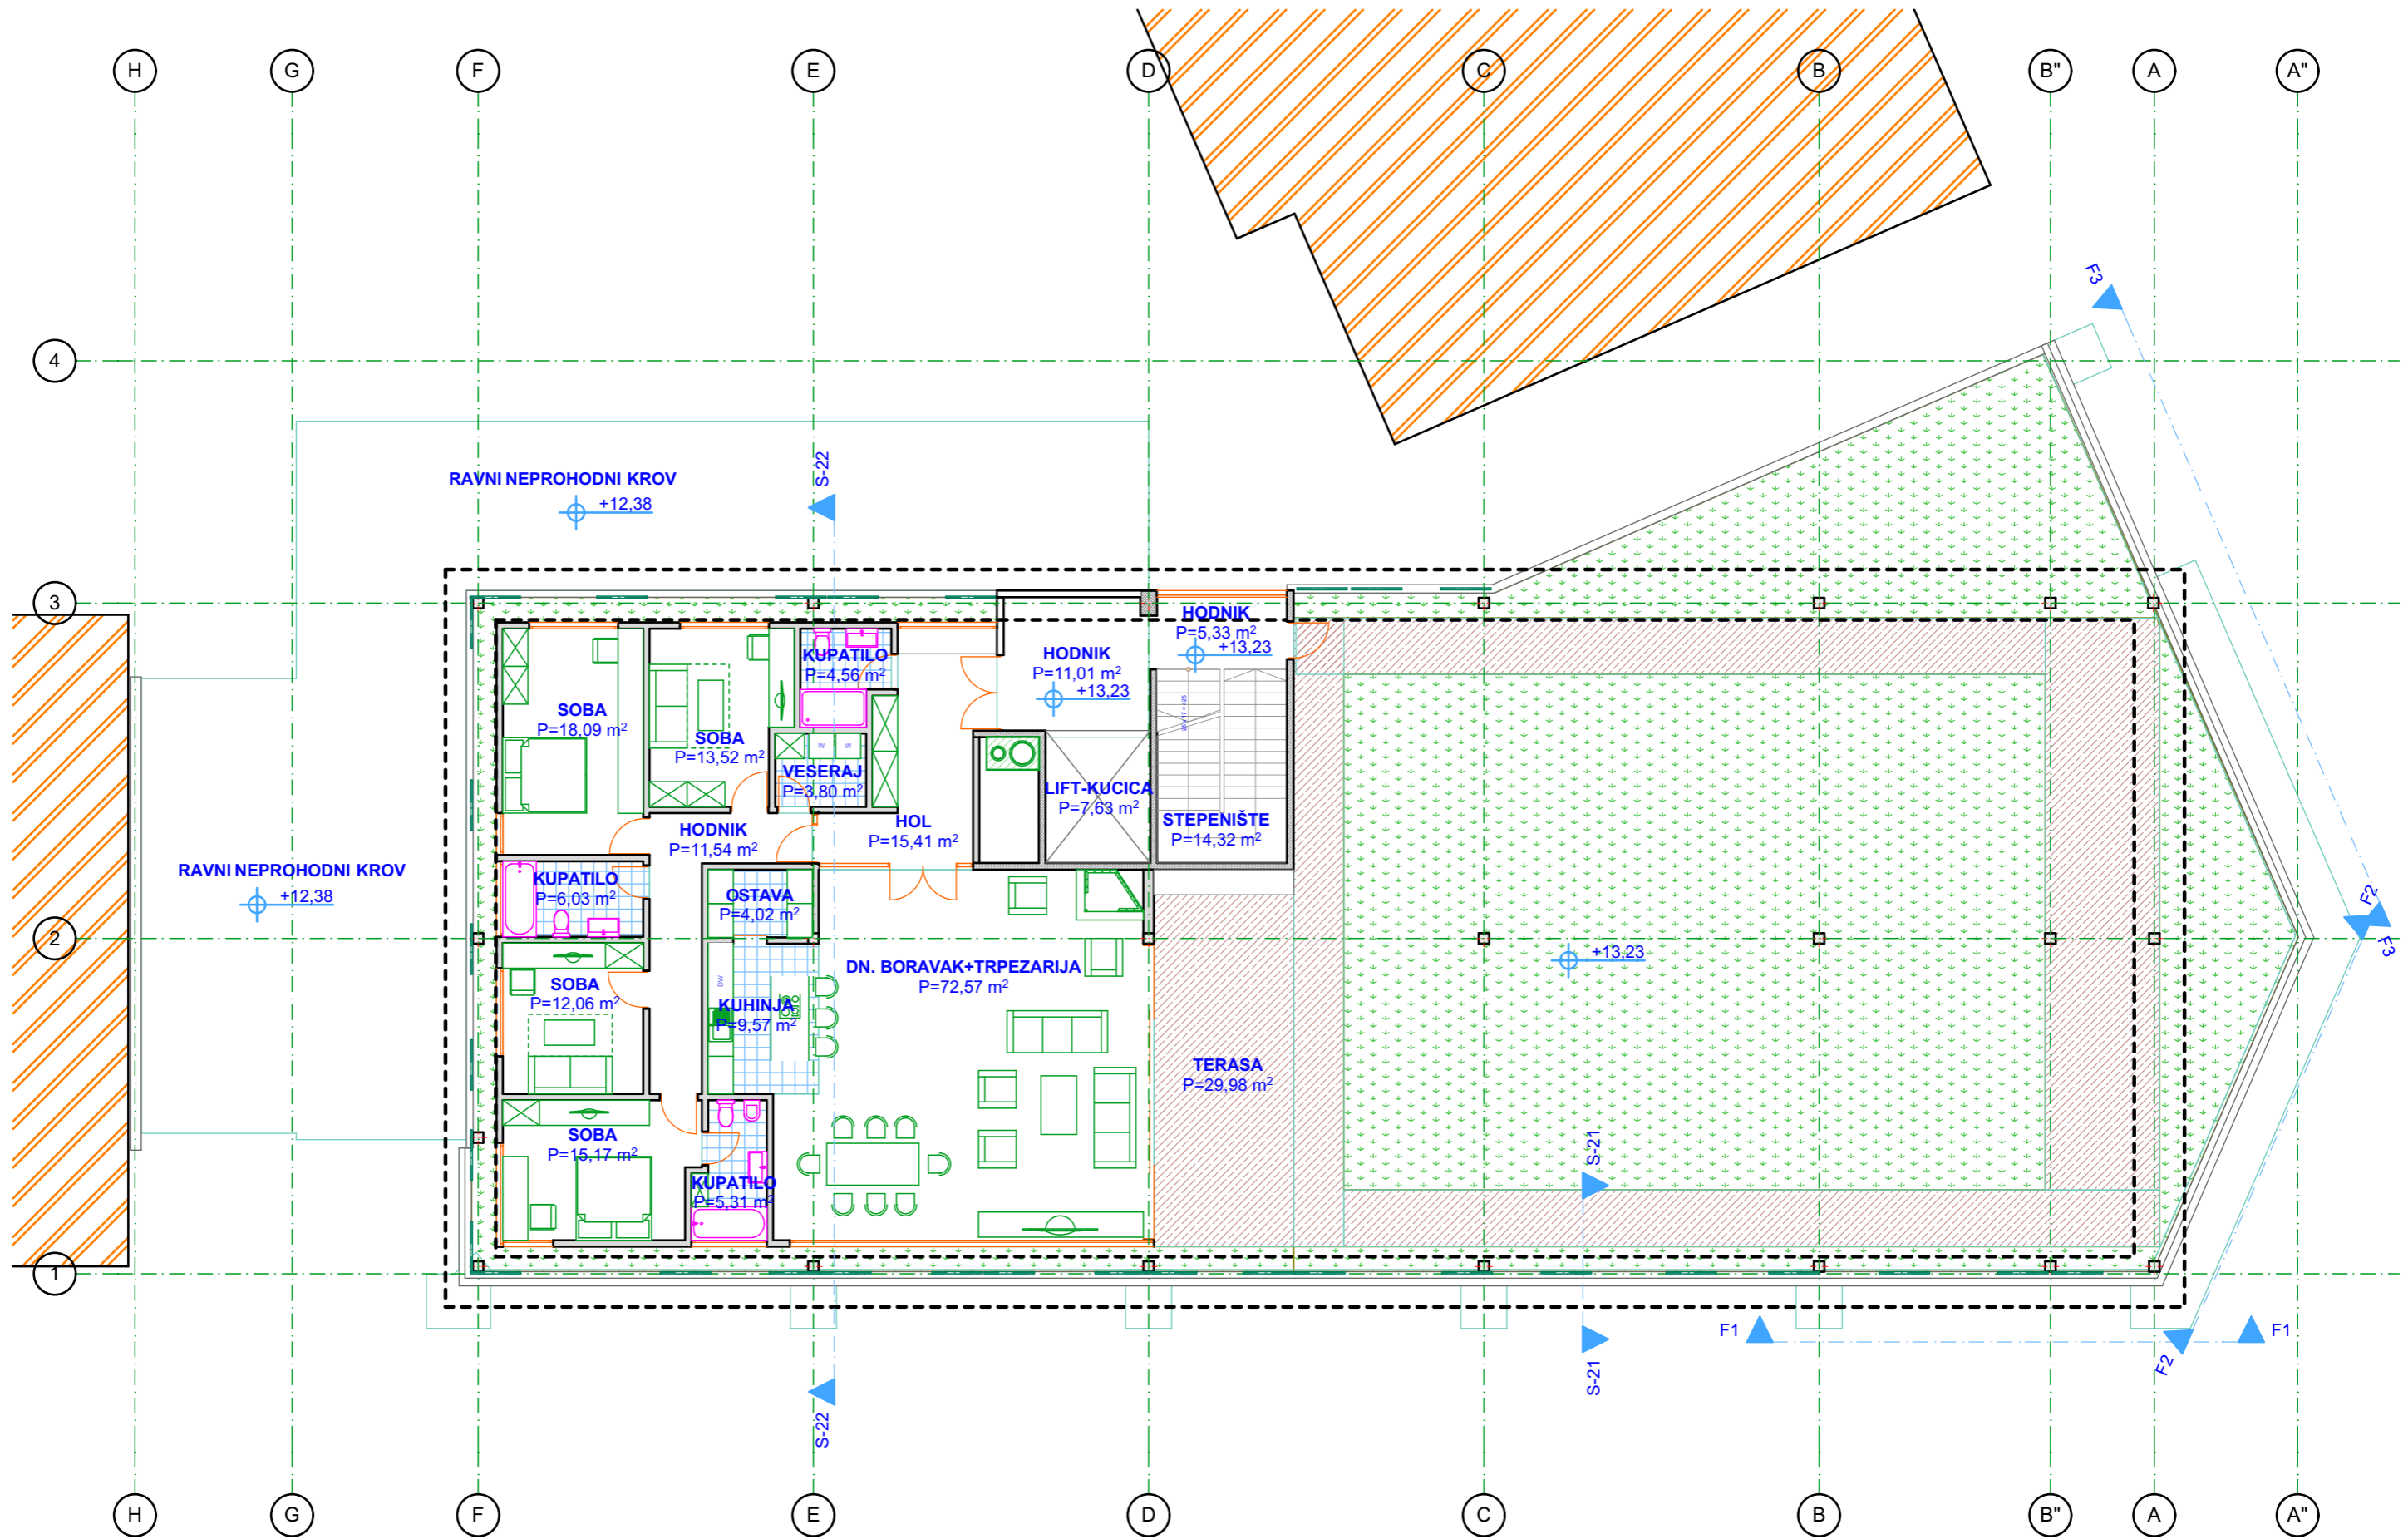 H G F E D C B B" A A"
F3
4
S-22
RAVNI NEPROHODNI KROV
+12,38
3
HODNIK
P=5,33 m²
+13,23
KUPATILO
P=4,56 m²
HODNIK
P=11,01 m²
+13,23
SOBA
P=18,09 m²
SOBA
P=13,52 m²
W W
VESERAJ
P=3,80 m²
LIFT-KUCICA
P=7,63 m²
HODNIK
P=11,54 m²
HOL
P=15,41 m²
STEPENIŠTE
P=14,32 m²
RAVNI NEPROHODNI KROV
+12,38
KUPATILO
P=6,03 m²
OSTAVA
P=4,02 m²
F2
2
F3
+13,23
DN. BORAVAK+TRPEZARIJA
P=72,57 m²
DW
SOBA
P=12,06 m²
KUHINJA
P=9,57 m²
TERASA
P=29,98 m²
SOBA
P=15,17 m²
S-21
KUPATILO
P=5,31 m²
1
F1
F1
F2
S-21
S-22
H G F E D C B B" A A"